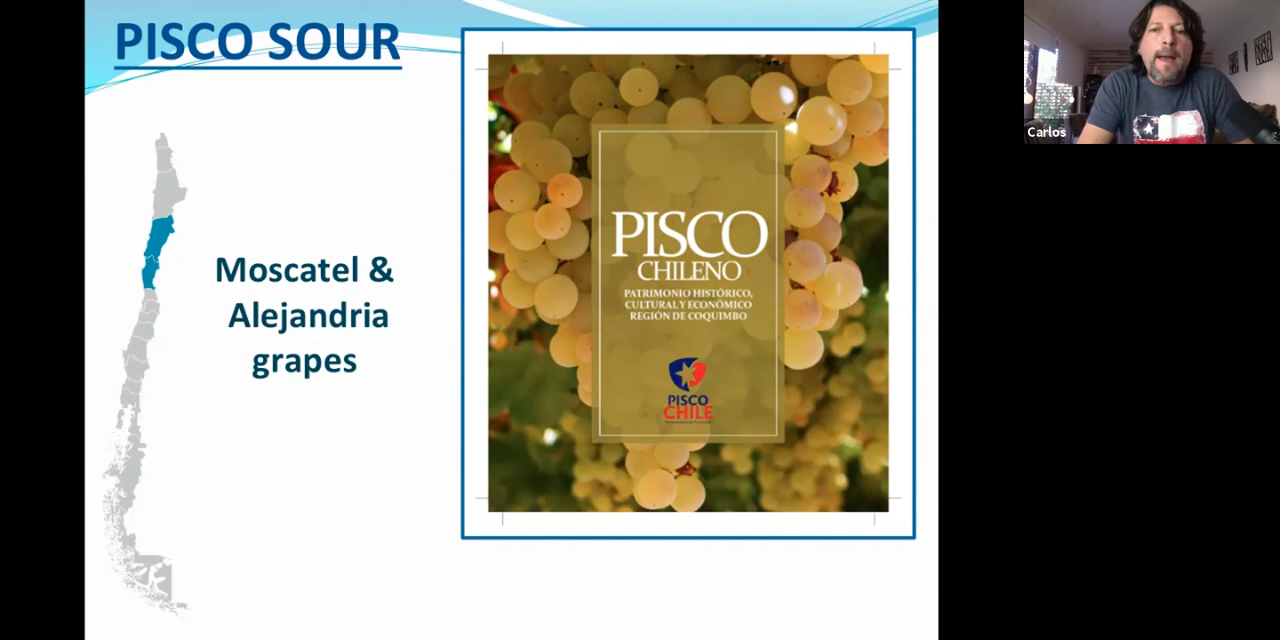 PISCO SOUR
Moscatel &
Alejandria
grapes
PISCO
CHILENO
PATRIMONIO HISTÓRICO,
CULTURAL Y ECONÓMICO
REGIÓN DE COQUIMBO
PISCO
CHILE
Carlos